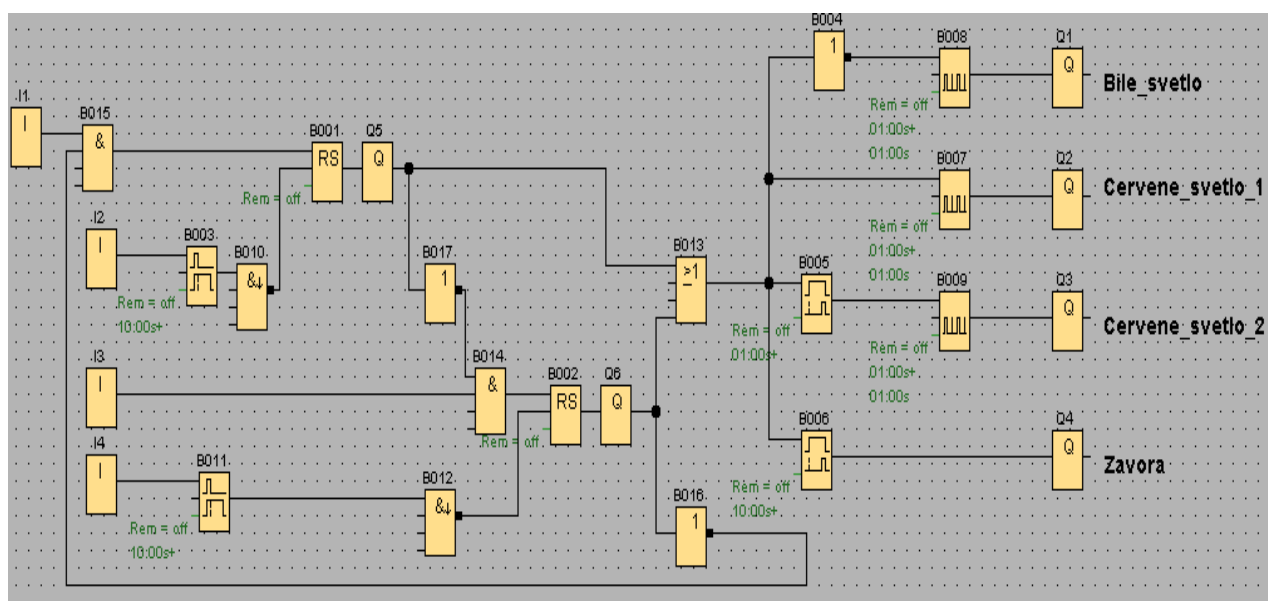 B004
B008
Q1
1
Q
Bile_svetlo
Rem = off
01:00s+
01:00s
I1
I
B015
&
B001
RS
Rem = off
Q5
Q
B007
Q2
Q
Cervene_svetlo_1
Rem = off
01:00s+
01:00s
I2
I
B003
Rem = off
10:00s+
B010
&↓
B017
1
B013
≥1
B005
Rem = off
01:00s+
B009
Q3
Q
Cervene_svetlo_2
Rem = off
01:00s+
01:00s
I3
I
B014
&
B002
RS
Rem = off
Q6
Q
B006
Rem = off
10:00s+
Q4
Q
Zavora
I4
I
B011
Rem = off
10:00s+
B012
&↓
B016
1